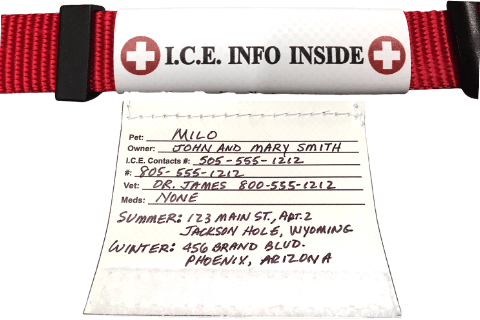 I.C.E. INFO INSIDE
Pet: MILO
Owner: JOHN AND MARY SMITH
I.C.E. Contacts #: 505-555-1212
#: 805-555-1212
Vet: DR. JAMES 800-555-1212
Meds: NONE
SUMMER: 123 MAIN ST., APT. 2
JACKSON HOLE, WYOMING
WINTER: 456 BRAND BLVD.
PHOENIX, ARIZONA